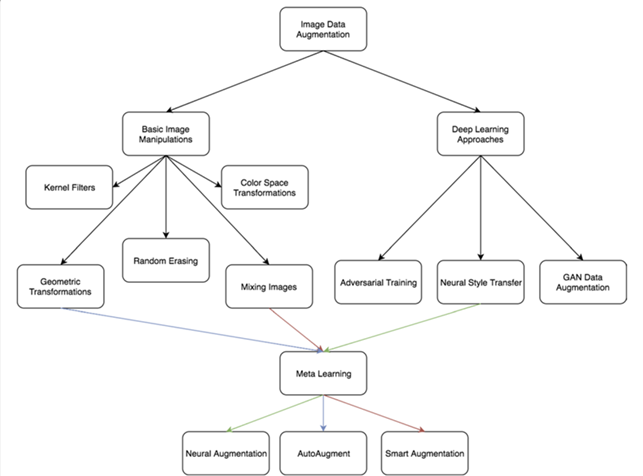 Image Data
Augmentation
Basic Image
Manipulations
Deep Learning
Approaches
Kernel Filters
Color Space
Transformations
Random Erasing
Geometric
Transformations
Mixing Images
Adversarial Training
Neural Style Transfer
GAN Data
Augmentation
Meta Learning
Neural Augmentation
AutoAugment
Smart Augmentation